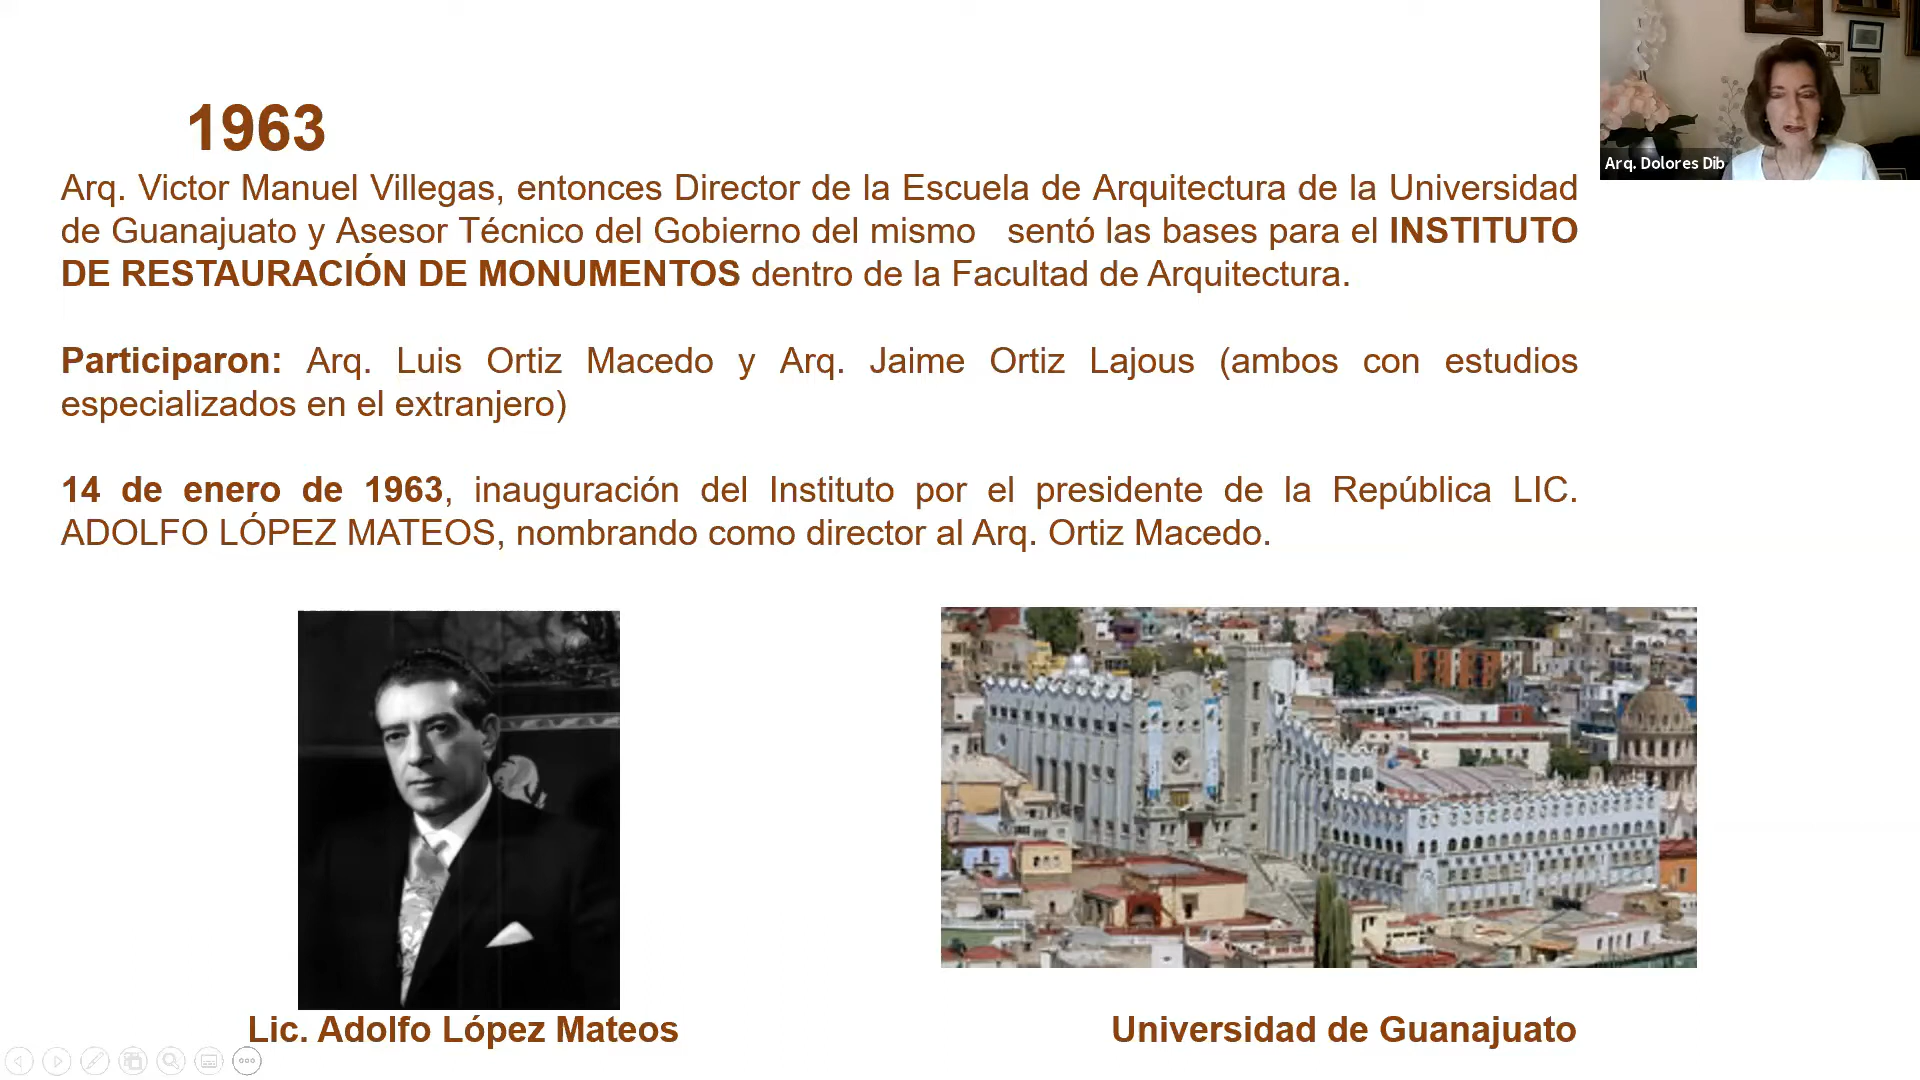 1963
Arq. Victor Manuel Villegas, entonces Director de la Escuela de Arquitectura de la Universidad
de Guanajuato y Asesor Técnico del Gobierno del mismo sentó las bases para el INSTITUTO
DE RESTAURACIÓN DE MONUMENTOS dentro de la Facultad de Arquitectura.
Participaron: Arq. Luis Ortiz Macedo y Arq. Jaime Ortiz Lajous (ambos con estudios
especializados en el extranjero)
14 de enero de 1963, inauguración del Instituto por el presidente de la República LIC.
ADOLFO LÓPEZ MATEOS, nombrando como director al Arq. Ortiz Macedo.
Lic. Adolfo López Mateos
Universidad de Guanajuato
Arq. Dolores Dib